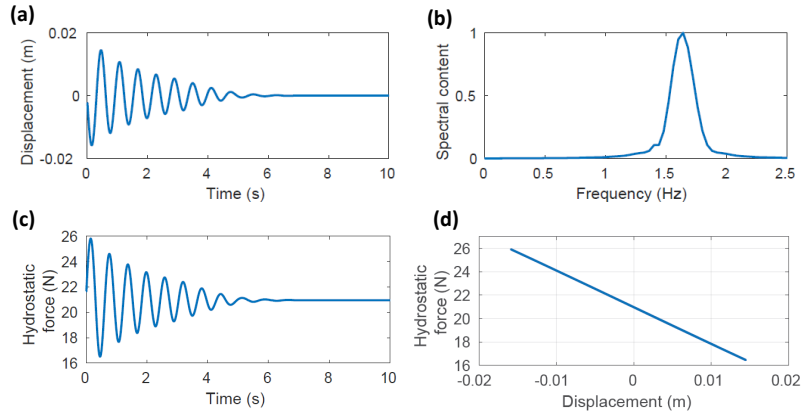 (a)
0.02
0
-0.02
Displacement (m)
0 2 4 6 8 10
Time (s)
(b)
1
0.5
0
Spectral content
0 0.5 1 1.5 2 2.5
Frequency (Hz)
(c)
26
24
22
20
18
16
Hydrostatic
force (N)
0 2 4 6 8 10
Time (s)
(d)
26
24
22
20
18
16
Hydrostatic
force (N)
-0.02 -0.01 0 0.01 0.02
Displacement (m)